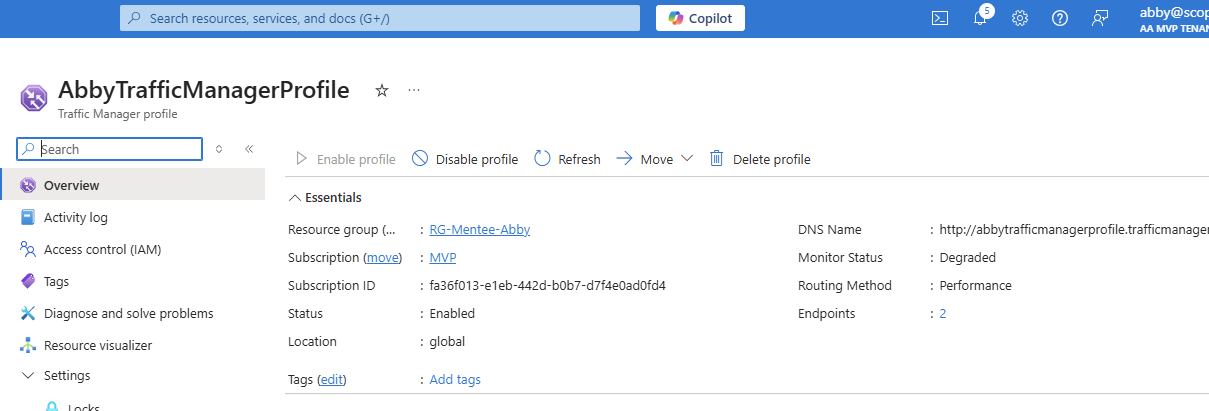 Search resources, services, and docs (G+/)
Copilot
5
abby@scop
AA MVP TENAN
AbbyTrafficManagerProfile
Traffic Manager profile
Search
Enable profile
Disable profile
Refresh
Move
Delete profile
Overview
Activity log
Access control (IAM)
Tags
Diagnose and solve problems
Resource visualizer
Settings
Locks
Essentials
Resource group (... : RG-Mentee-Abby
Subscription (move) : MVP
Subscription ID : fa36f013-e1eb-442d-b0b7-d7f4e0ad0fd4
Status : Enabled
Location : global
Tags (edit) : Add tags
DNS Name : http://abbytrafficmanagerprofile.trafficmanager
Monitor Status : Degraded
Routing Method : Performance
Endpoints : 2